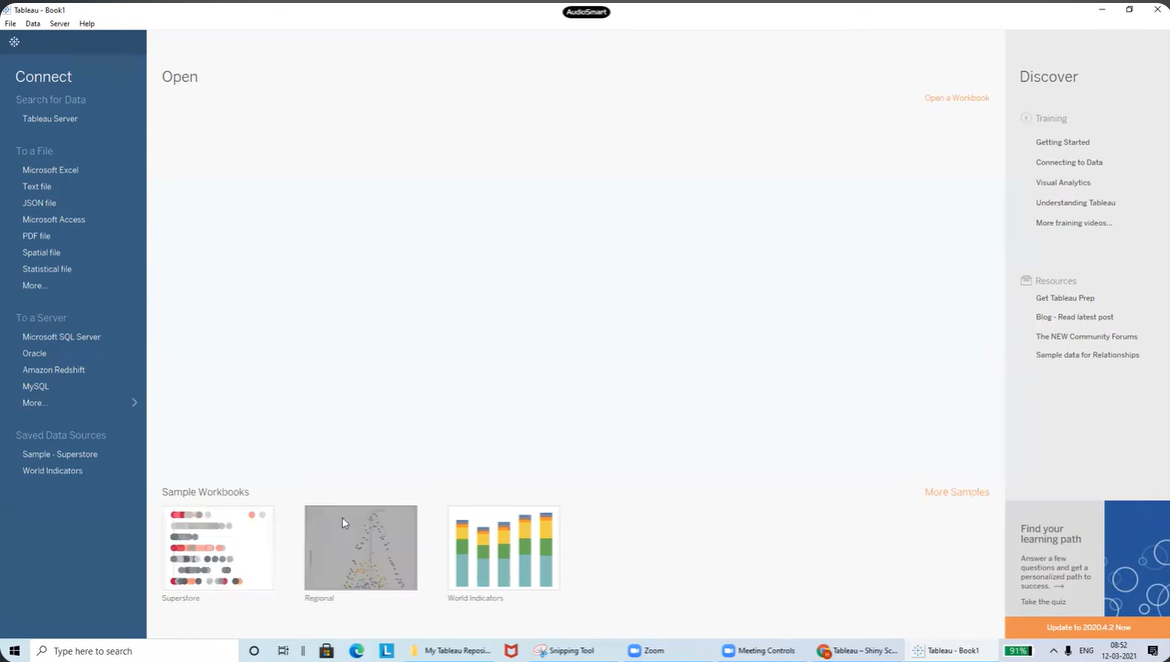 Tableau - Book1
AudioSmart
File Data Server Help
Connect
Search for Data
Tableau Server
To a File
Microsoft Excel
Text file
JSON file
Microsoft Access
PDF file
Spatial file
Statistical file
More...
To a Server
Microsoft SQL Server
Oracle
Amazon Redshift
MySQL
More...
Saved Data Sources
Sample - Superstore
World Indicators
Open
Open a Workbook
Sample Workbooks
More Samples
Superstore
Regional
World Indicators
Discover
Training
Getting Started
Connecting to Data
Visual Analytics
Understanding Tableau
More training videos...
Resources
Get Tableau Prep
Blog - Read latest post
The NEW Community Forums
Sample data for Relationships
Find your
learning path
Answer a few
questions and get a
personalized path to
success. →
Take the quiz
Update to 2020.4.2 Now
Type here to search
L
My Tableau Reposi...
Snipping Tool
Zoom
Meeting Controls
Tableau – Shiny Sc...
Tableau - Book1
91%
ENG
08:52
12-03-2021